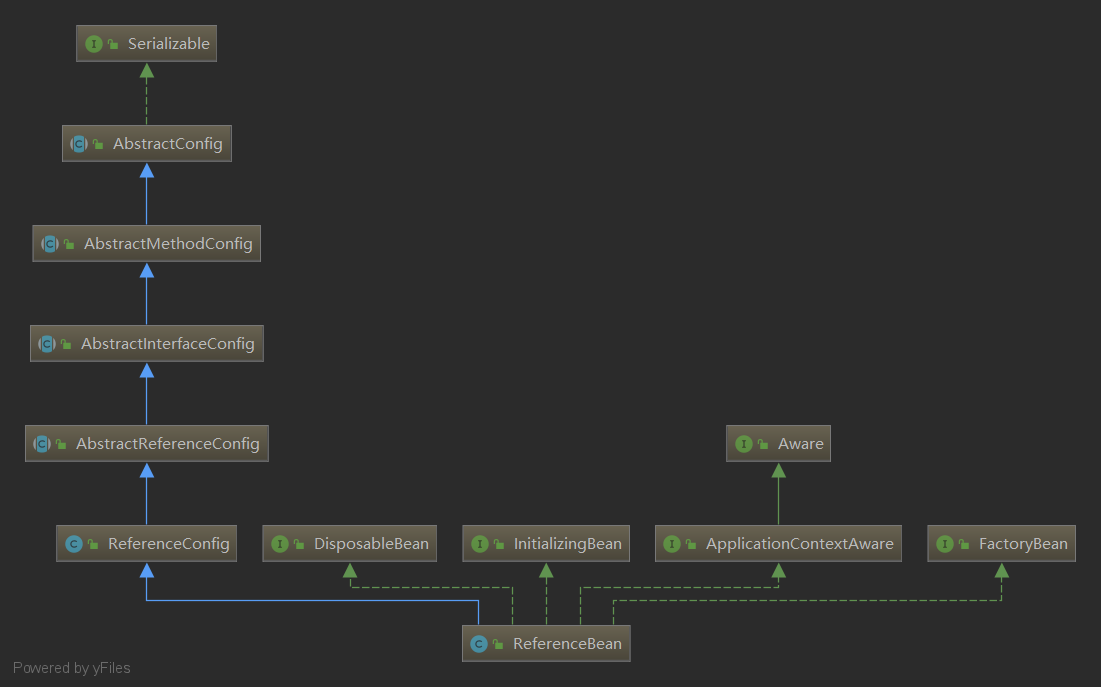 Serializable
AbstractConfig
AbstractMethodConfig
AbstractInterfaceConfig
AbstractReferenceConfig
Aware
ReferenceConfig
DisposableBean
InitializingBean
ApplicationContextAware
FactoryBean
ReferenceBean
Powered by yFiles